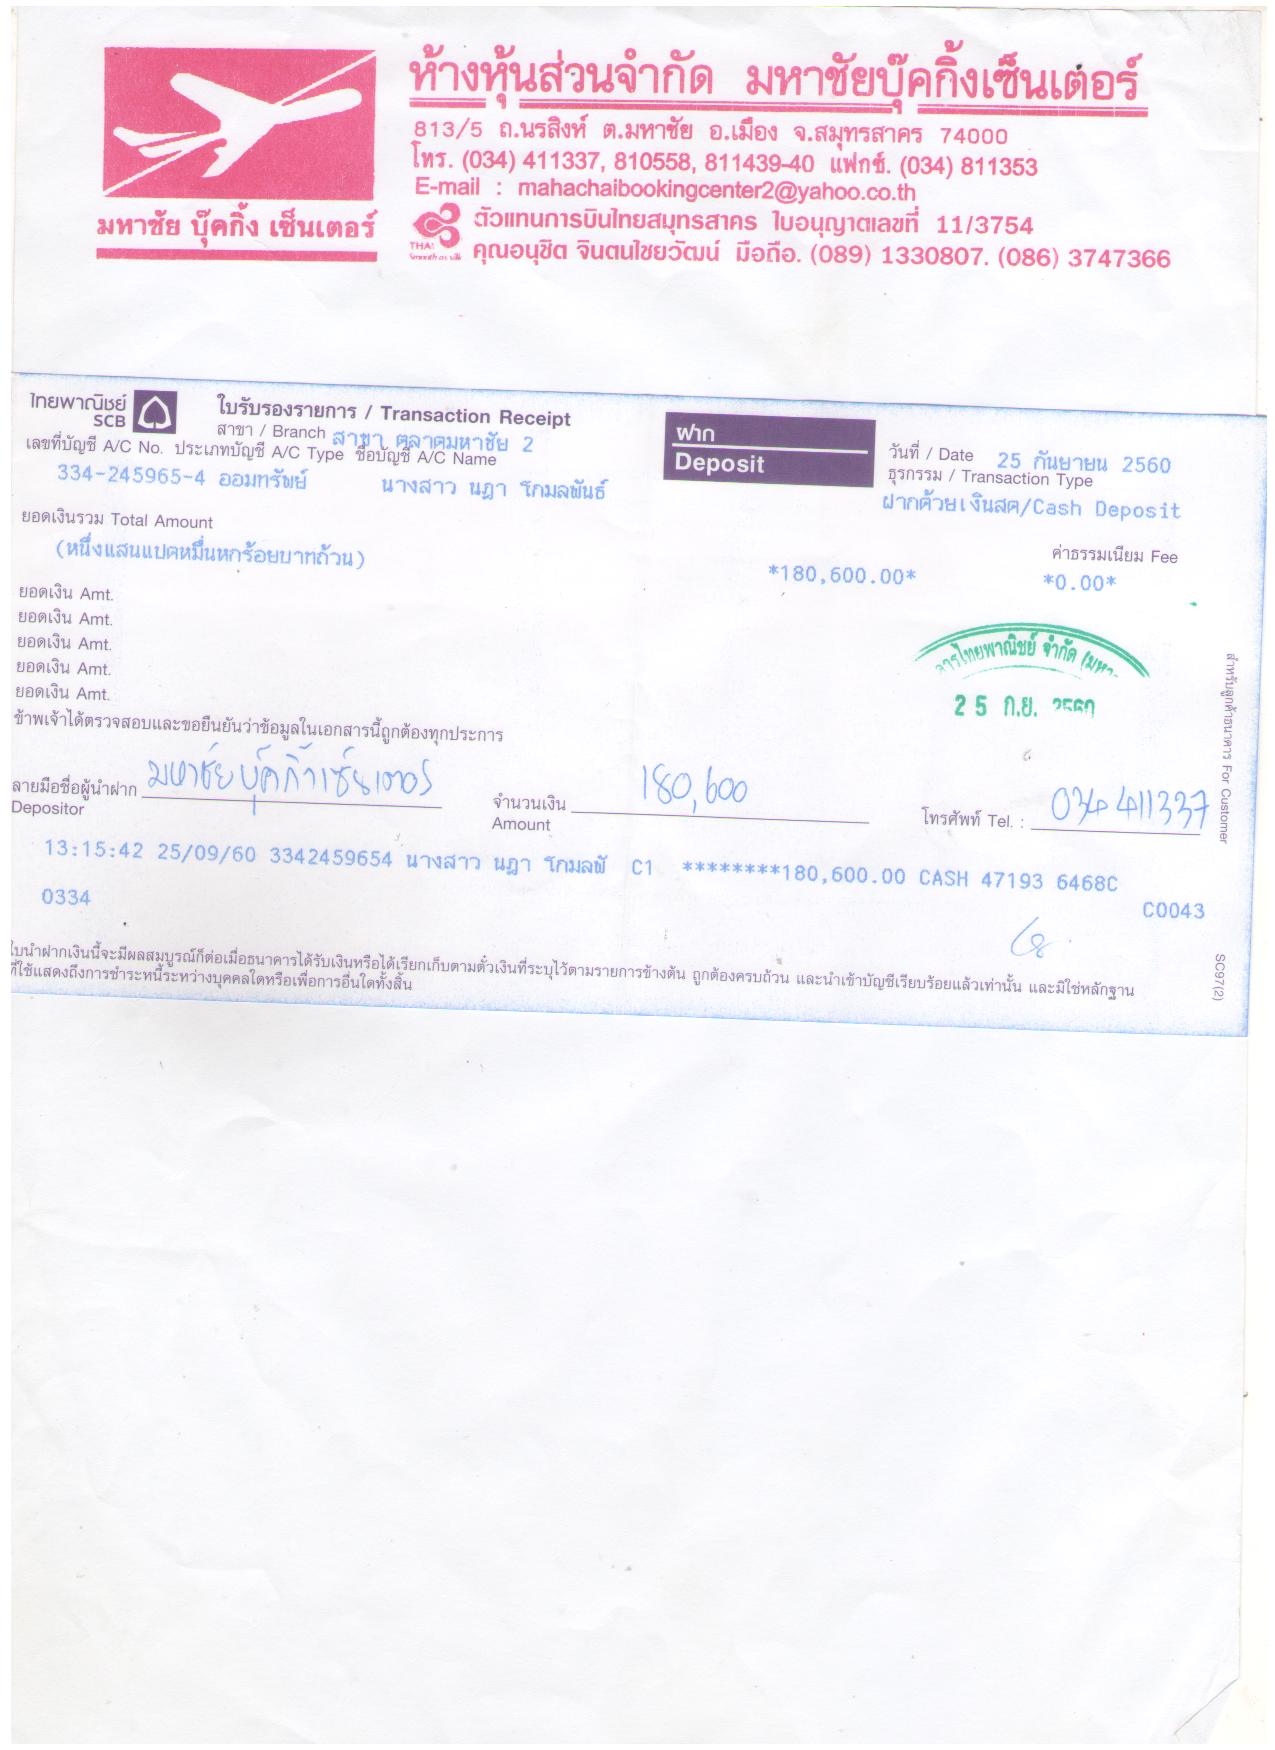 ห้างหุ้นส่วนจำกัด มหาชัยบุ๊คกิ้งเซ็นเต่อร์
813/5 ถ.นรสิงห์ ต.มหาชัย อ.เมือง จ.สมุทรสาคร 74000
โทร. (034) 411337, 810558, 811439-40 แฟกซ์. (034) 811353
E-mail : mahachaibookingcenter2@yahoo.co.th
มหาชัย บุ๊คกิ้ง เซ็นเตอร์
THAI
Smooth as silk
ตัวแทนการบินไทยสมุทรสาคร ใบอนุญาตเลขที่ 11/3754
คุณอนุชิต จินตนไชยวัฒน์ มือถือ. (089) 1330807. (086) 3747366
ไทยพาณิชย์
SCB
ใบรับรองรายการ / Transaction Receipt
สาขา / Branch สาขา ตลาดมหาชัย 2
เลขที่บัญชี A/C No. ประเภทบัญชี A/C Type ชื่อบัญชี A/C Name
334-245965-4 ออมทรัพย์ นางสาว นฎา โกมลพันธ์
ฝาก
Deposit
วันที่ / Date 25 กันยายน 2560
ธุรกรรม / Transaction Type
ฝากด้วยเงินสด/Cash Deposit
ยอดเงินรวม Total Amount
(หนึ่งแสนแปดหมื่นหกร้อยบาทถ้วน)
*180,600.00*
ค่าธรรมเนียม Fee
*0.00*
ยอดเงิน Amt.
ยอดเงิน Amt.
ยอดเงิน Amt.
ยอดเงิน Amt.
ยอดเงิน Amt.
ารไทยพาณิชย์ จำกัด (มหา
25 ก.ย. 2560
ข้าพเจ้าได้ตรวจสอบและขอยืนยันว่าข้อมูลในเอกสารนี้ถูกต้องทุกประการ
ลายมือชื่อผู้นำฝาก มหาชัยบุ๊คกิ้งเซ็นเตอร์
Depositor
จำนวนเงิน 180,600
Amount
โทรศัพท์ Tel. : 034 411337
13:15:42 25/09/60 3342459654 นางสาว นฎา โกมลพั C1 ********180,600.00 CASH 47193 6468C
0334 C0043
ใบนำฝากเงินนี้จะมีผลสมบูรณ์ก็ต่อเมื่อธนาคารได้รับเงินหรือได้เรียกเก็บตามตั๋วเงินที่ระบุไว้ตามรายการข้างต้น ถูกต้องครบถ้วน และนำเข้าบัญชีเรียบร้อยแล้วเท่านั้น และมิใช่หลักฐาน
ที่ใช้แสดงถึงการชำระหนี้ระหว่างบุคคลใดหรือเพื่อการอื่นใดทั้งสิ้น
สำหรับลูกค้าธนาคาร For Customer
SC97(2)